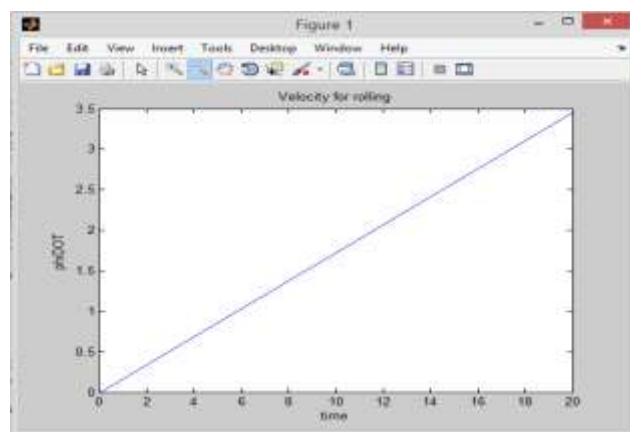 Figure 1
File Edit View Insert Tools Desktop Window Help
Velocity for rolling
3.5
3
2.5
2
1.5
1
0.5
0
phiDOT
0 2 4 6 8 10 12 14 16 18 20
time